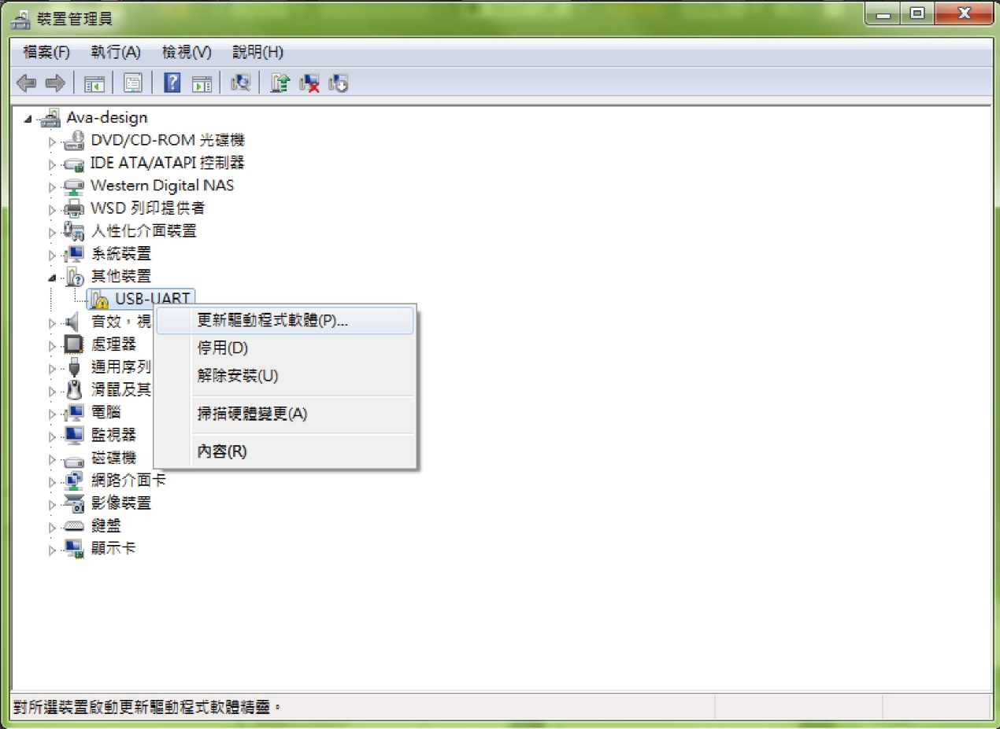 裝置管理員
檔案(F) 執行(A) 檢視(V) 說明(H)
Ava-design
DVD/CD-ROM 光碟機
IDE ATA/ATAPI 控制器
Western Digital NAS
WSD 列印提供者
人性化介面裝置
系統裝置
其他裝置
USB-UART
音效，視
處理器
通用序列
滑鼠及其
電腦
監視器
磁碟機
網路介面卡
影像裝置
鍵盤
顯示卡
更新驅動程式軟體(P)...
停用(D)
解除安裝(U)
掃描硬體變更(A)
內容(R)
對所選裝置啟動更新驅動程式軟體精靈。